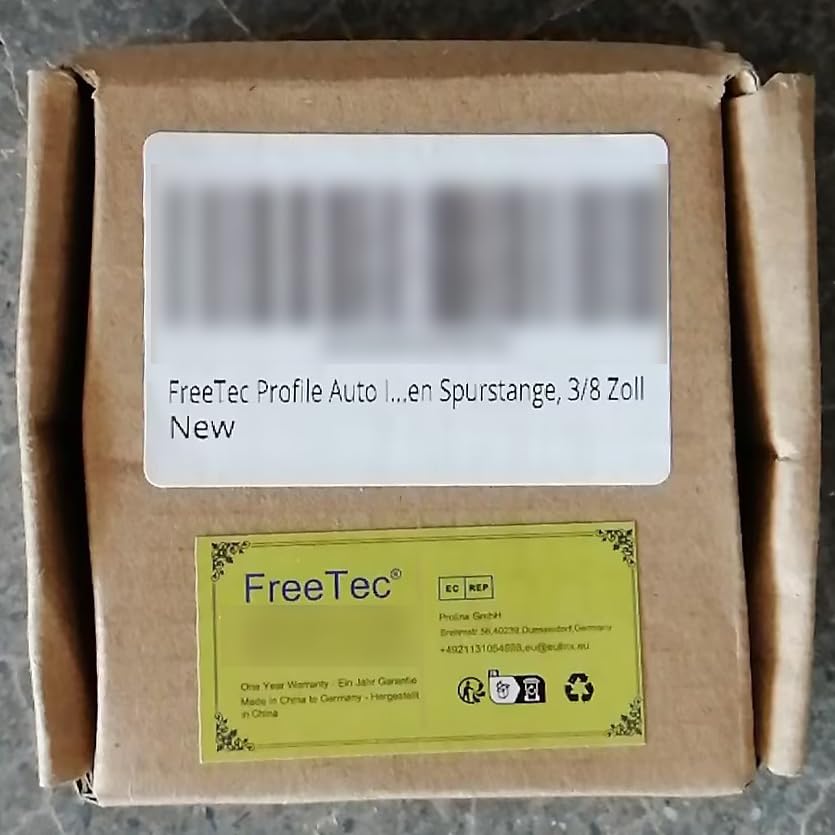 FreeTec Profile Auto I...en Spurstange, 3/8 Zoll
New
FreeTec®
One Year Warranty - Ein Jahr Garantie
Made in China to Germany - Hergestellt
in China
EC REP
Prolina GmbH